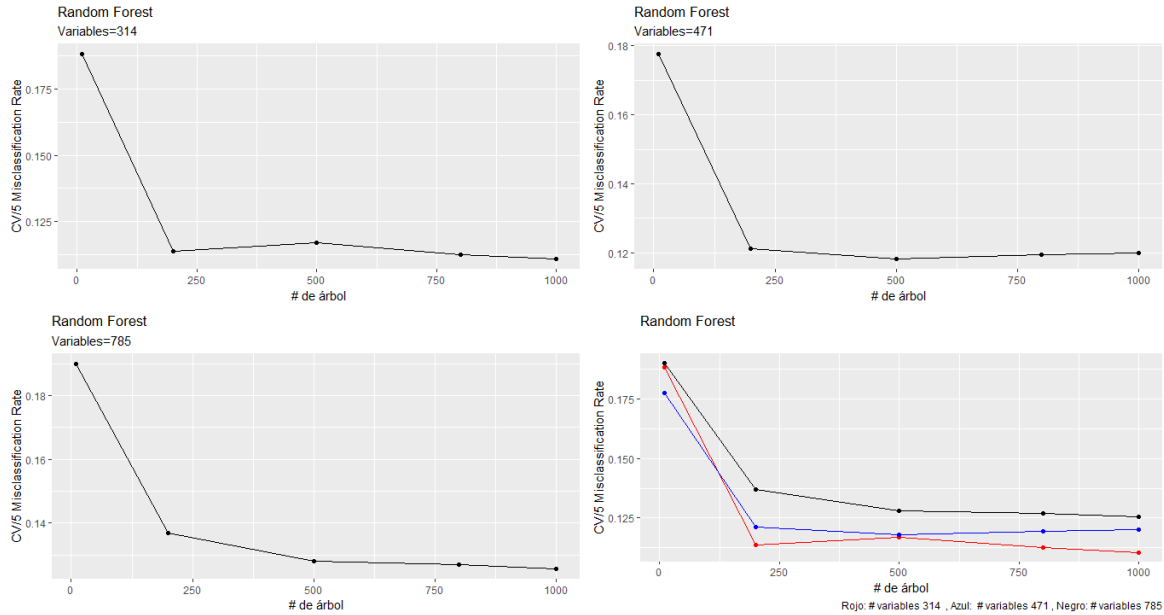 Random Forest
Variables=314
CV/5 Misclassification Rate
0.175
0.150
0.125
0
250
500
750
1000
# de árbol
Random Forest
Variables=471
CV/5 Misclassification Rate
0.18
0.16
0.14
0.12
0
250
500
750
1000
# de árbol
Random Forest
Variables=785
CV/5 Misclassification Rate
0.18
0.16
0.14
0
250
500
750
1000
# de árbol
Random Forest
CV/5 Misclassification Rate
0.175
0.150
0.125
0
250
500
750
1000
# de árbol
Rojo: # variables 314 , Azul: # variables 471 , Negro: # variables 785